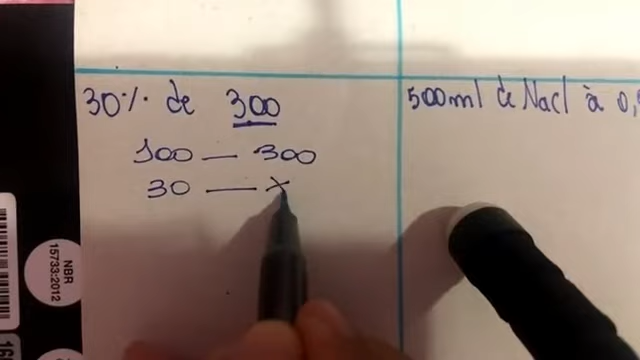 30% de 300
100 — 300
30 — x
500ml de NaCl à 0,
NBR
15733:2012